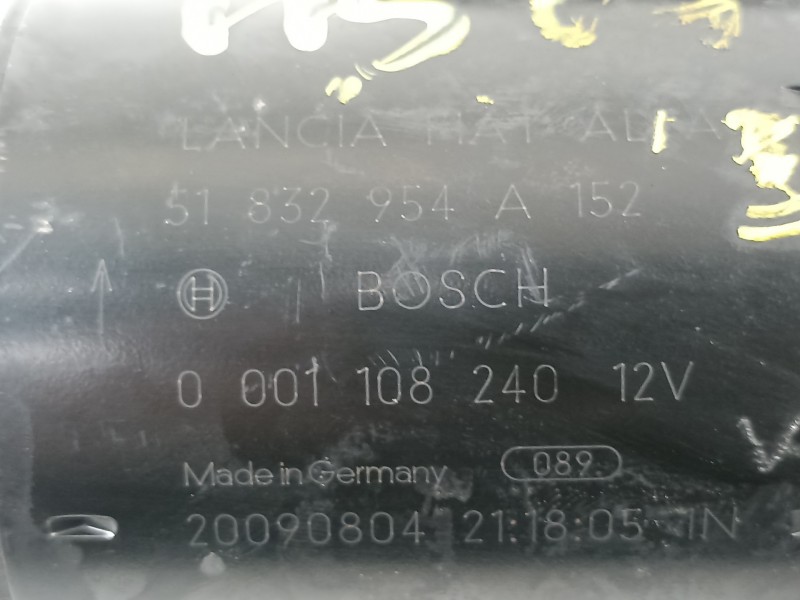 LANCIA FIAT ALFA
51 832 954 A 152
BOSCH
0 001 108 240 12V
Made in Germany 089
20090804 21:18:05 IN